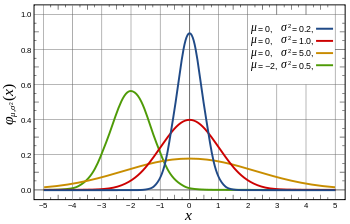 φμ,σ²(x)
1.0
0.8
0.6
0.4
0.2
0.0
μ= 0, σ²= 0.2,
μ= 0, σ²= 1.0,
μ= 0, σ²= 5.0,
μ= −2, σ²= 0.5,
−5 −4 −3 −2 −1 0 1 2 3 4 5
x